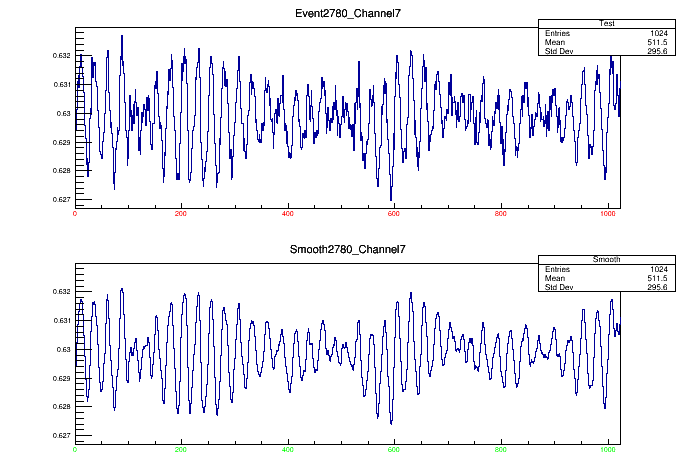 Event2780_Channel7
Test
Entries 1024
Mean 511.5
Std Dev 295.6
0.632
0.631
0.63
0.629
0.628
0.627
0 200 400 600 800 1000
Smooth2780_Channel7
Smooth
Entries 1024
Mean 511.5
Std Dev 295.6
0.632
0.631
0.63
0.629
0.628
0.627
0 200 400 600 800 1000